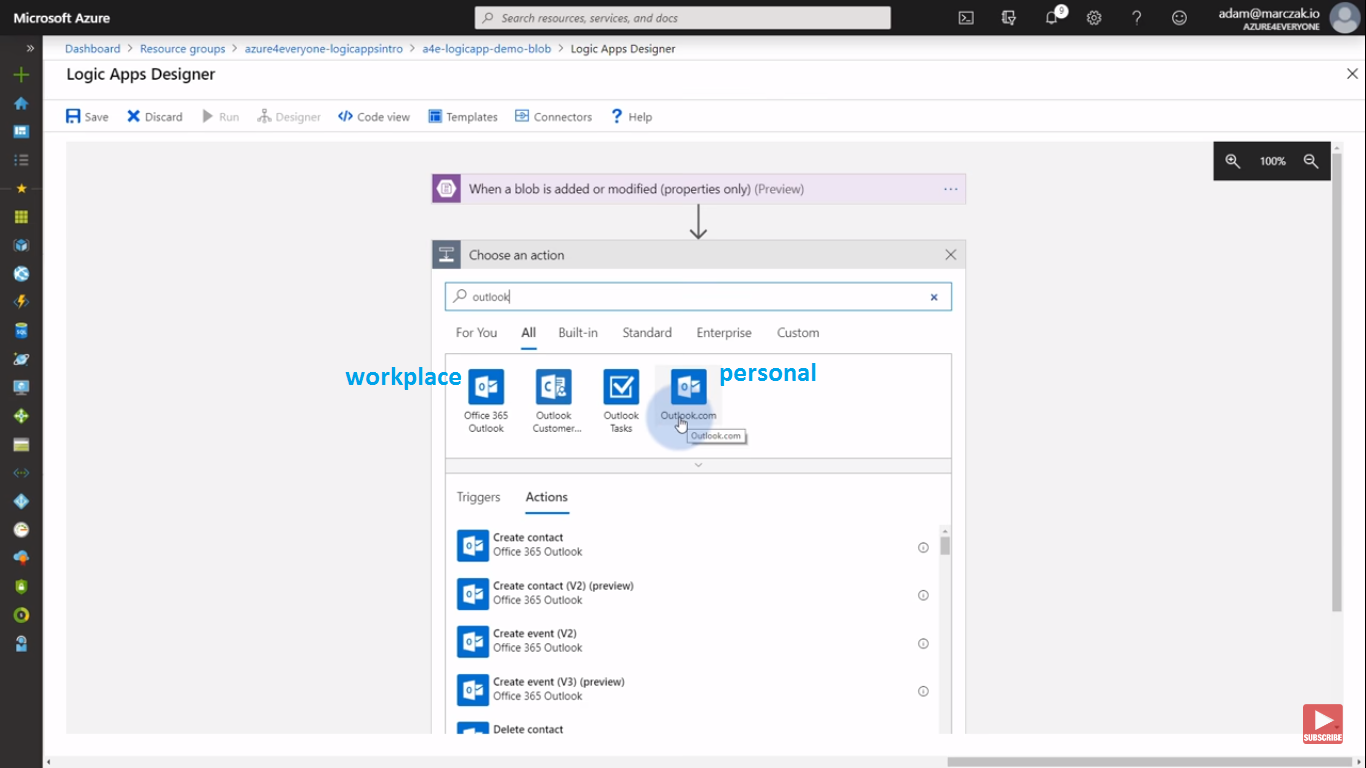 Microsoft Azure
Search resources, services, and docs
9
adam@marczak.io
AZURE4EVERYONE
Dashboard > Resource groups > azure4everyone-logicappsintro > a4e-logicapp-demo-blob > Logic Apps Designer
Logic Apps Designer
Save Discard Run Designer Code view Templates Connectors ? Help
100%
When a blob is added or modified (properties only) (Preview)
Choose an action
outlook
For You All Built-in Standard Enterprise Custom
workplace
personal
Office 365
Outlook
Outlook
Customer...
Outlook
Tasks
Outlook.com
Outlook.com
Triggers Actions
Create contact
Office 365 Outlook
Create contact (V2) (preview)
Office 365 Outlook
Create event (V2)
Office 365 Outlook
Create event (V3) (preview)
Office 365 Outlook
Delete contact
SUBSCRIBE